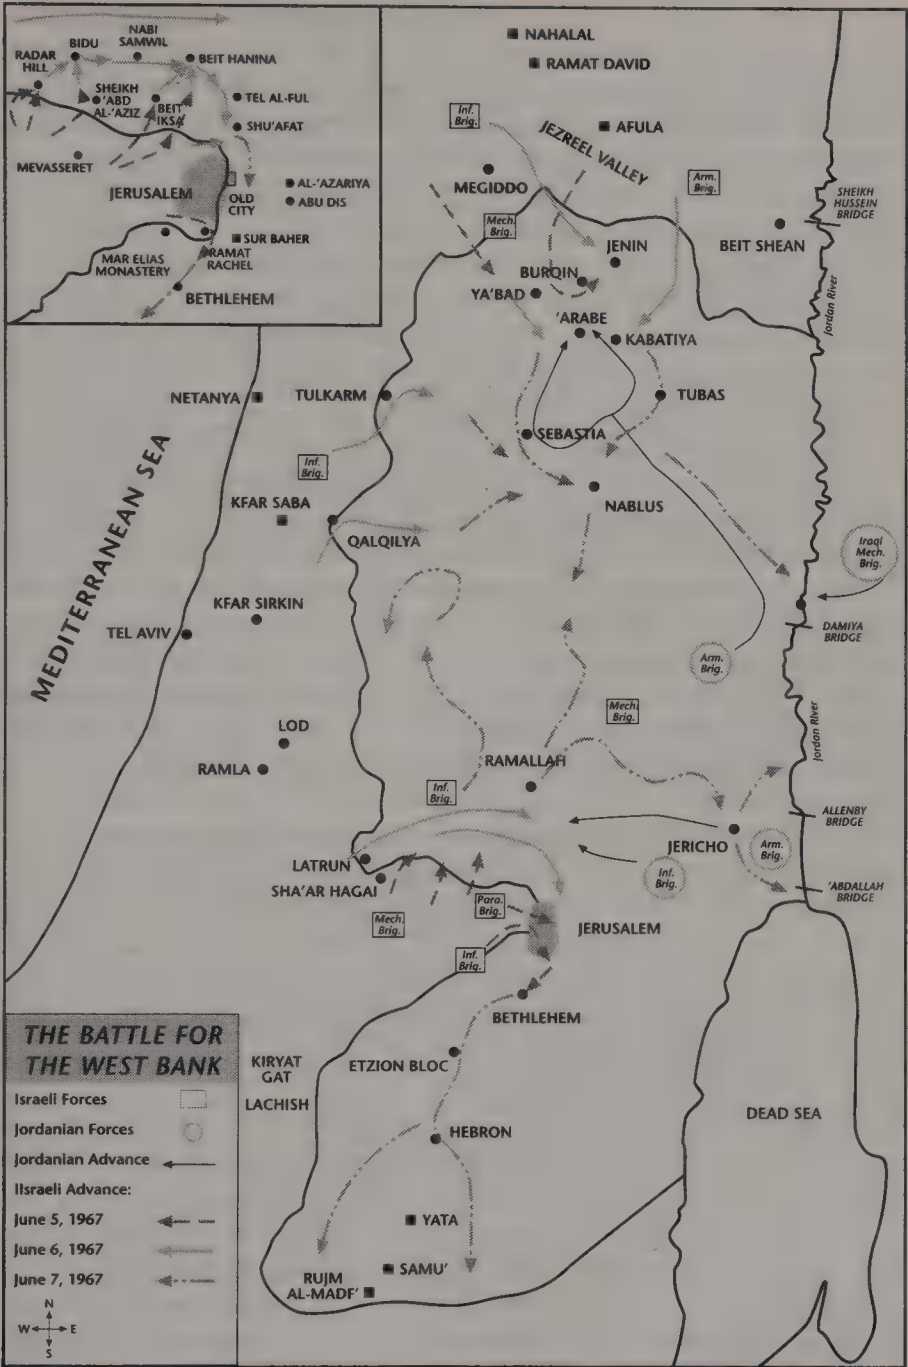 NABI
SAMWIL
BIDU
RADAR
HILL
BEIT HANINA
SHEIKH
'ABD
AL-'AZIZ
BEIT
IKSA
TEL AL-FUL
SHU'AFAT
MEVASSERET
JERUSALEM
OLD
CITY
AL-'AZARIYA
ABU DIS
SUR BAHER
RAMAT
RACHEL
MAR ELIAS
MONASTERY
BETHLEHEM
NAHALAL
RAMAT DAVID
Inf.
Brig.
AFULA
JEZREEL VALLEY
MEGIDDO
Arm.
Brig.
SHEIKH
HUSSEIN
BRIDGE
Mech.
Brig.
BEIT SHEAN
JENIN
BURQIN
YA'BAD
Jordan River
'ARABE
KABATIYA
NETANYA
TULKARM
TUBAS
SEBASTIA
Inf.
Brig.
MEDITERRANEAN SEA
KFAR SABA
NABLUS
QALQILYA
Iraqi
Mech.
Brig.
KFAR SIRKIN
TEL AVIV
DAMIYA
BRIDGE
Arm.
Brig.
Mech.
Brig.
Jordan River
LOD
RAMLA
RAMALLAH
Inf.
Brig.
ALLENBY
BRIDGE
JERICHO
Arm.
Brig.
LATRUN
SHA'AR HAGAI
Inf.
Brig.
'ABDALLAH
BRIDGE
Para.
Brig.
Mech.
Brig.
JERUSALEM
Inf.
Brig.
BETHLEHEM
THE BATTLE FOR
THE WEST BANK
KIRYAT
GAT
LACHISH
ETZION BLOC
DEAD SEA
HEBRON
YATA
SAMU'
RUJM
AL-MADF'
Israeli Forces
Jordanian Forces
Jordanian Advance
IIsraeli Advance:
June 5, 1967
June 6, 1967
June 7, 1967
N
W
E
S